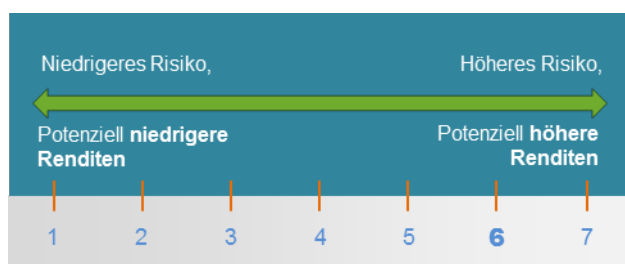 Niedrigeres Risiko,
Höheres Risiko,
Potenziell niedrigere
Renditen
Potenziell höhere
Renditen
1 2 3 4 5 6 7